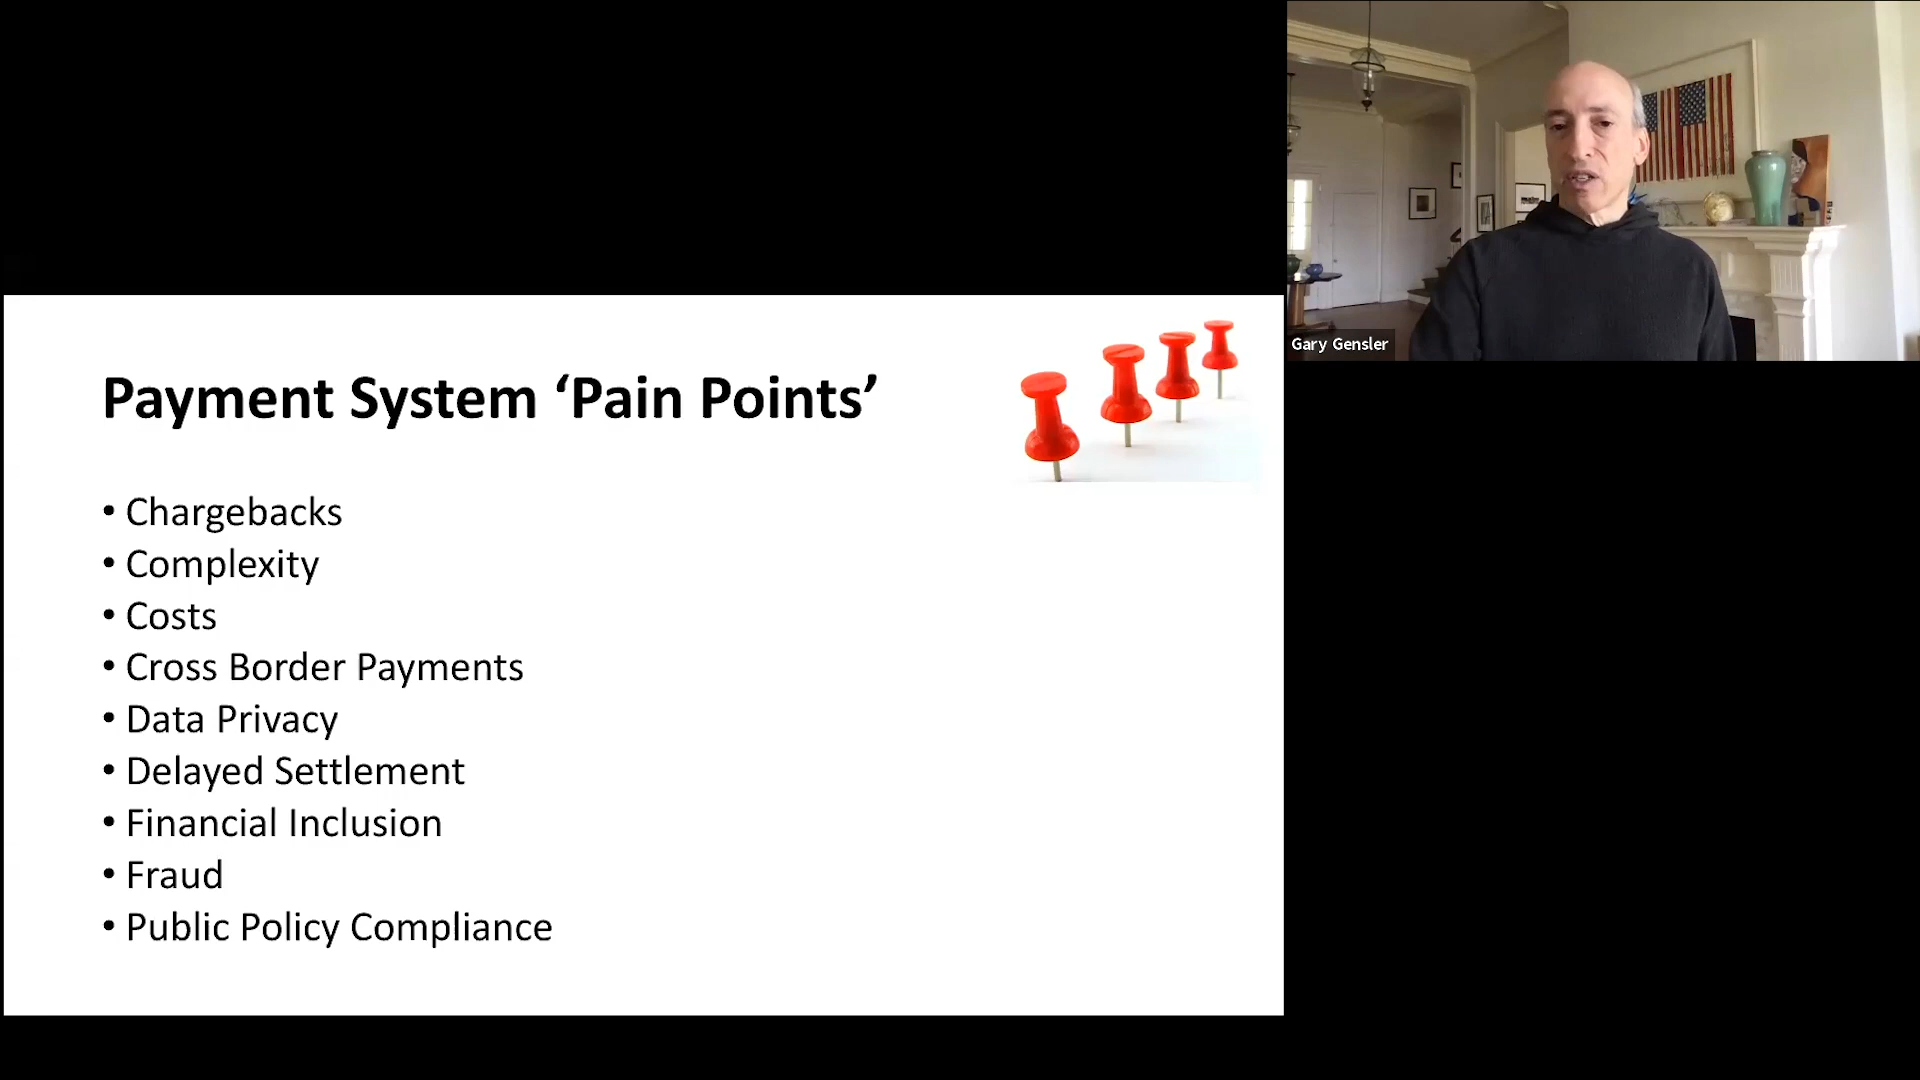 Gary Gensler
Payment System ‘Pain Points’
• Chargebacks
• Complexity
• Costs
• Cross Border Payments
• Data Privacy
• Delayed Settlement
• Financial Inclusion
• Fraud
• Public Policy Compliance